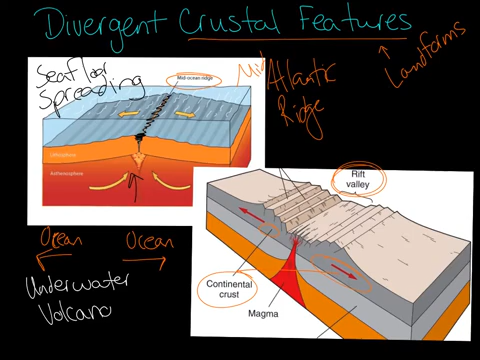 Divergent Crustal Features
Landforms
Seafloor
Spreading
Mid-ocean ridge
Mid Atlantic
Ridge
Lithosphere
Asthenosphere
Rift
valley
Ocean Ocean
Underwater
Volcano
Continental
crust
Magma